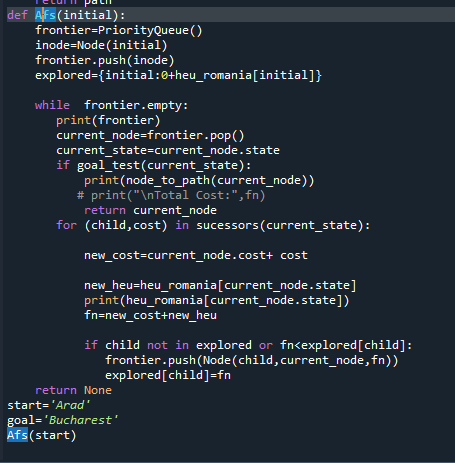 return path
def Afs(initial):
    frontier=PriorityQueue()
    inode=Node(initial)
    frontier.push(inode)
    explored={initial:0+heu_romania[initial]}

    while  frontier.empty:
       print(frontier)
       current_node=frontier.pop()
       current_state=current_node.state
       if goal_test(current_state):
           print(node_to_path(current_node))
          # print("\nTotal Cost:",fn)
           return current_node
       for (child,cost) in sucessors(current_state):

           new_cost=current_node.cost+ cost

           new_heu=heu_romania[current_node.state]
           print(heu_romania[current_node.state])
           fn=new_cost+new_heu

           if child not in explored or fn<explored[child]:
              frontier.push(Node(child,current_node,fn))
              explored[child]=fn
    return None
start='Arad'
goal='Bucharest'
Afs(start)